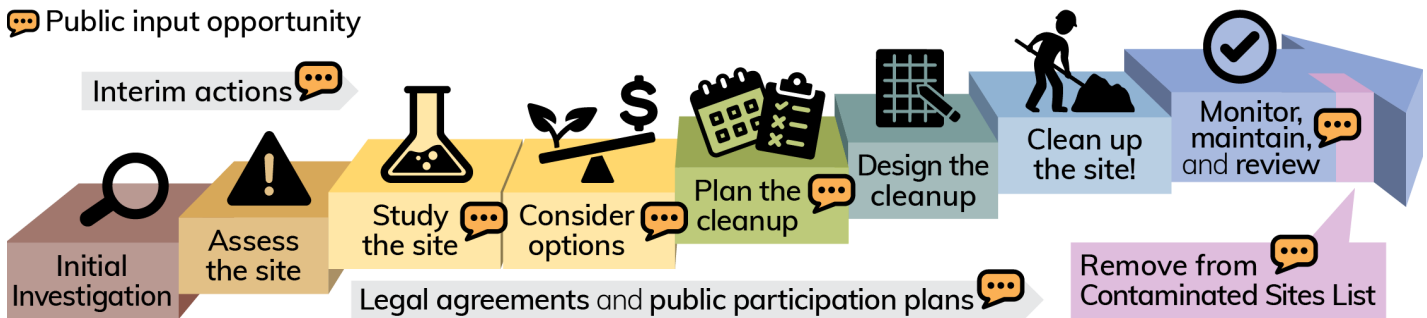 Public input opportunity
Interim actions
Initial
Investigation
Assess
the site
Study
the site
Consider
options
Plan the
cleanup
Design the
cleanup
Clean up
the site!
Monitor,
maintain,
and review
Legal agreements and public participation plans
Remove from
Contaminated Sites List